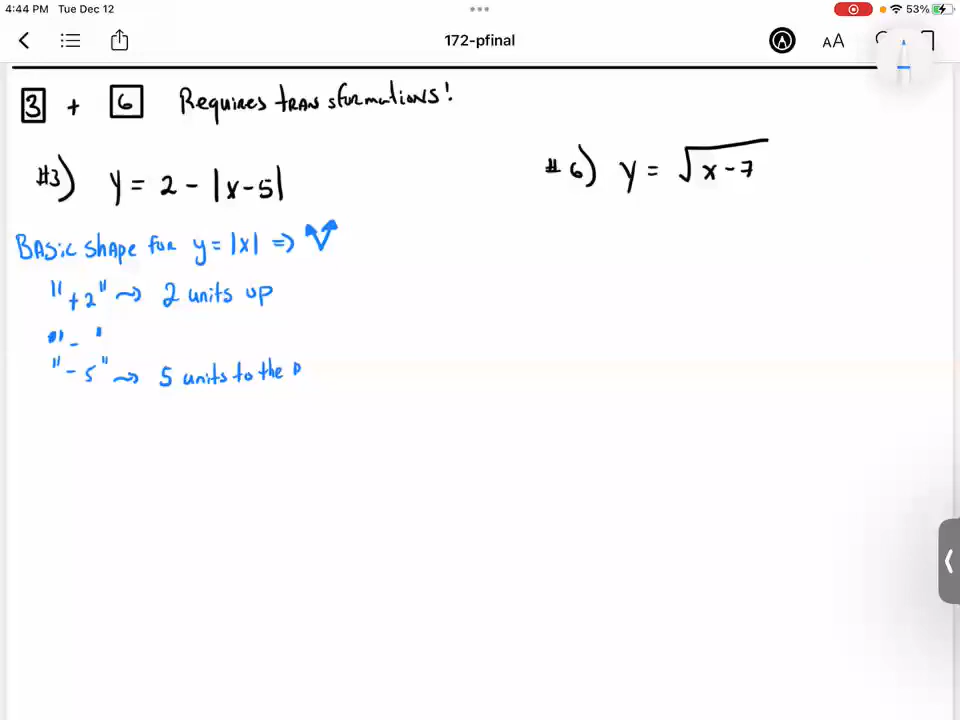 4:44 PM Tue Dec 12
53%
172-pfinal
AA
3 + 6 Requires transformations!
#3) y = 2 - |x-5|
#6) y = √x-7
Basic shape for y = |x| ⇒
"+2" ⇝ 2 units up
"-"
"-5" ⇝ 5 units to the